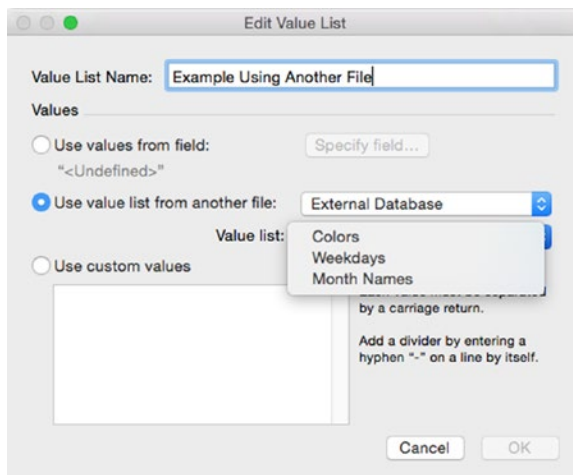 Edit Value List
Value List Name: Example Using Another File
Values
Use values from field: Specify field...
"<Undefined>"
Use value list from another file: External Database
Value list: Colors
Weekdays
Use custom values Month Names
by a carriage return.
Add a divider by entering a
hyphen "-" on a line by itself.
Cancel OK